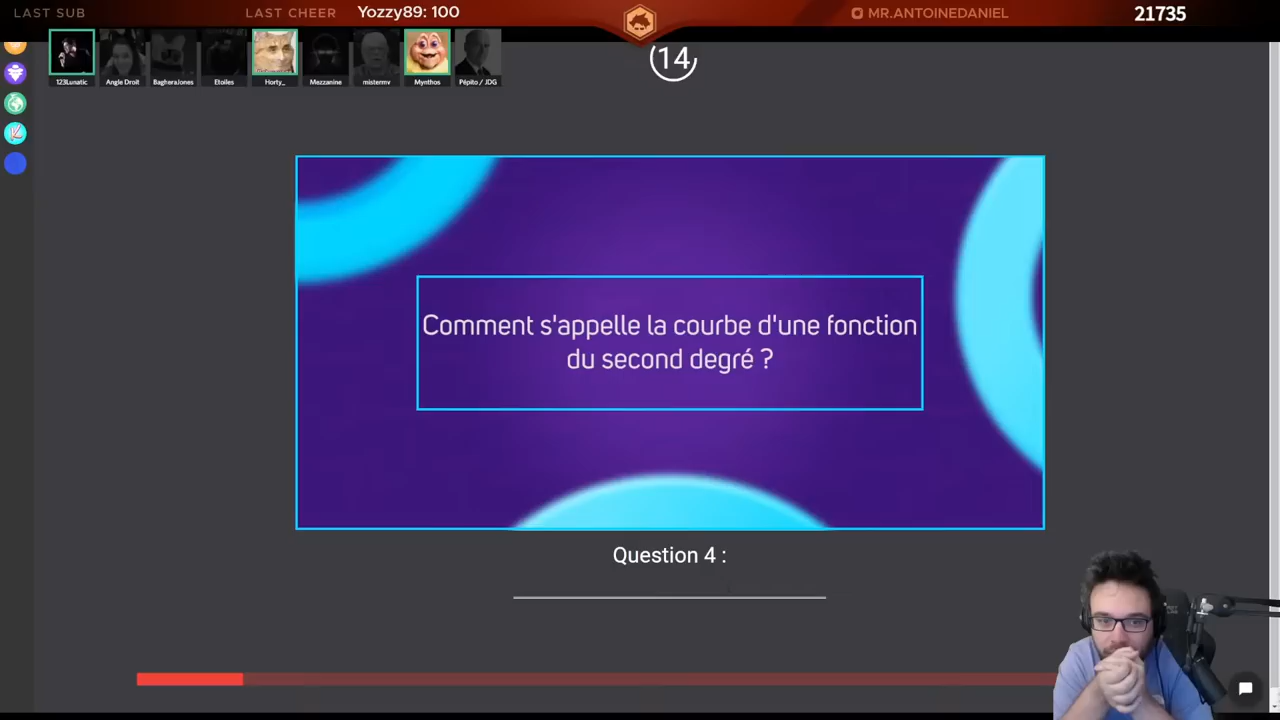 LAST SUB
LAST CHEER Yozzy89: 100
MR.ANTOINEDANIEL
21735
123Lunatic Angle Droit BagheraJones Etoiles Horty_ Mezzanine mistermv Mynthos Pépito / JDG
14
Comment s'appelle la courbe d'une fonction
du second degré ?
Question 4 :